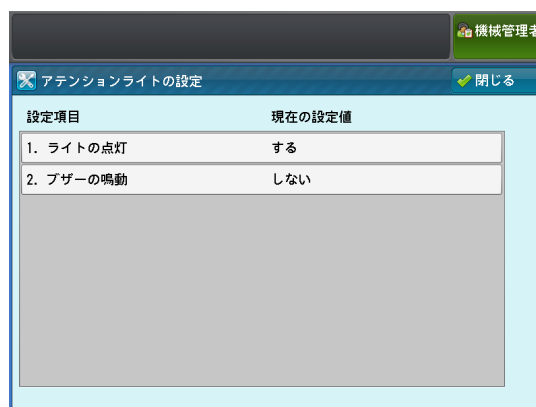 機械管理者
アテンションライトの設定 閉じる
設定項目 現在の設定値
1. ライトの点灯 する
2. ブザーの鳴動 しない